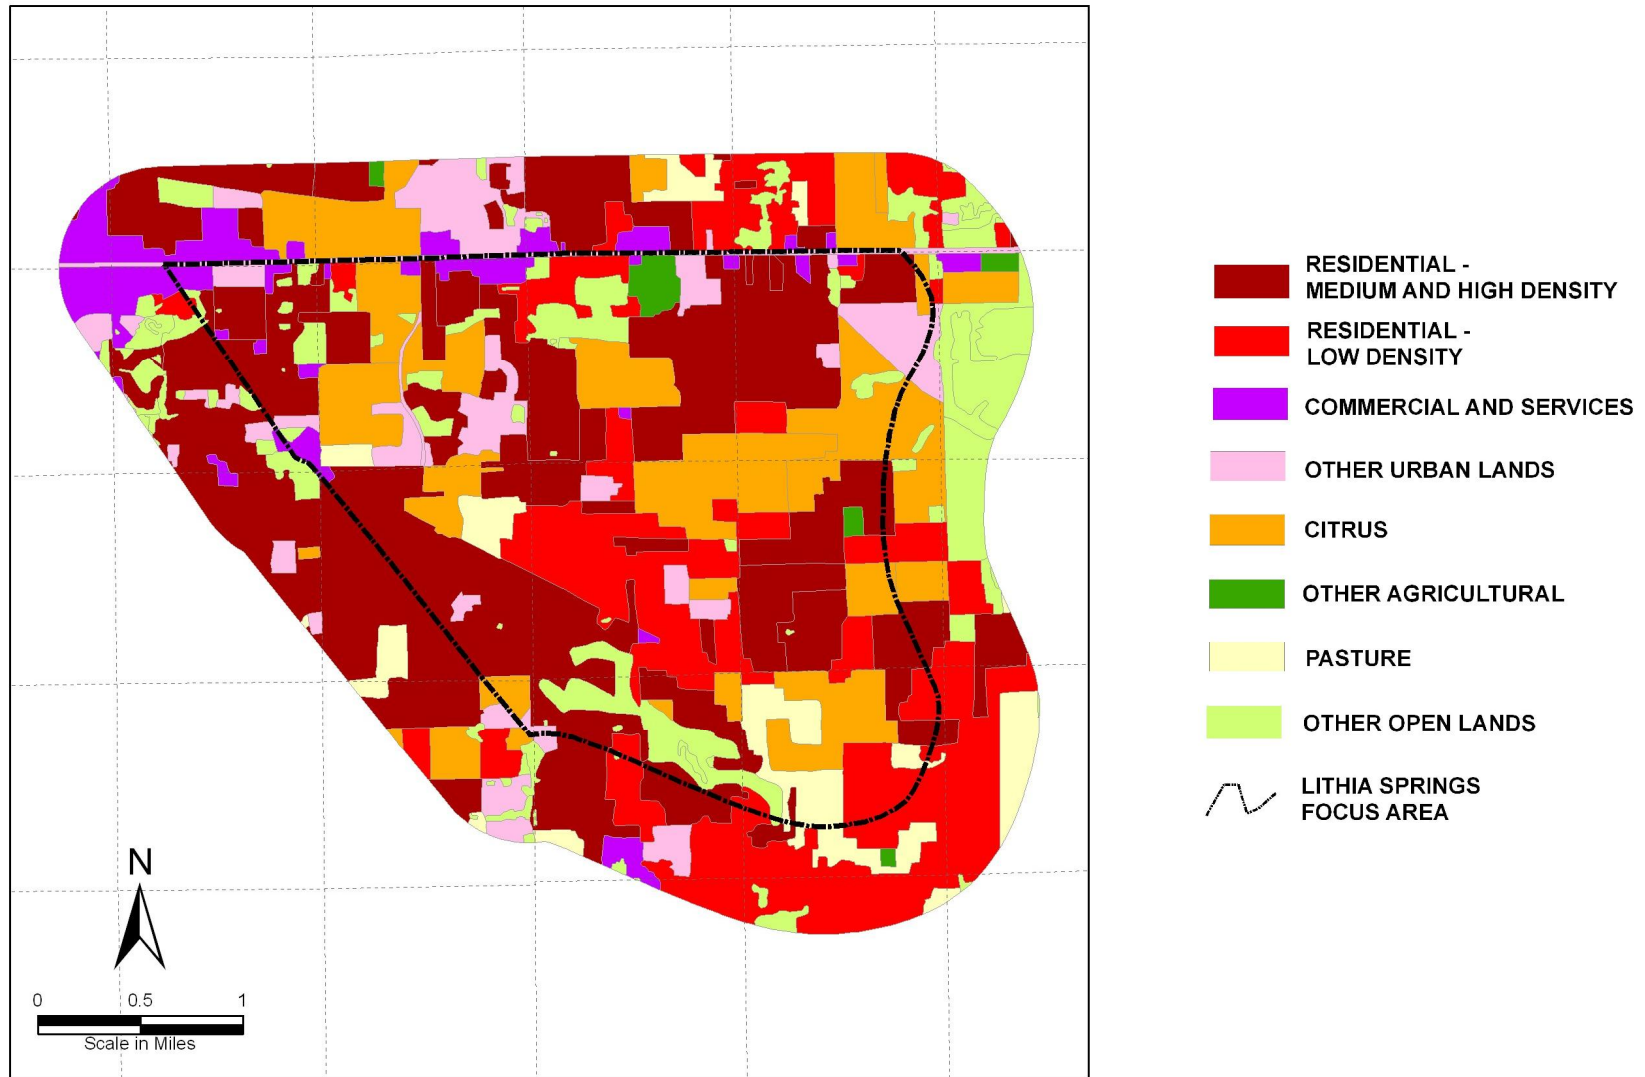 RESIDENTIAL -
MEDIUM AND HIGH DENSITY
RESIDENTIAL -
LOW DENSITY
COMMERCIAL AND SERVICES
OTHER URBAN LANDS
CITRUS
OTHER AGRICULTURAL
PASTURE
OTHER OPEN LANDS
LITHIA SPRINGS
FOCUS AREA
N
0 0.5 1
Scale in Miles